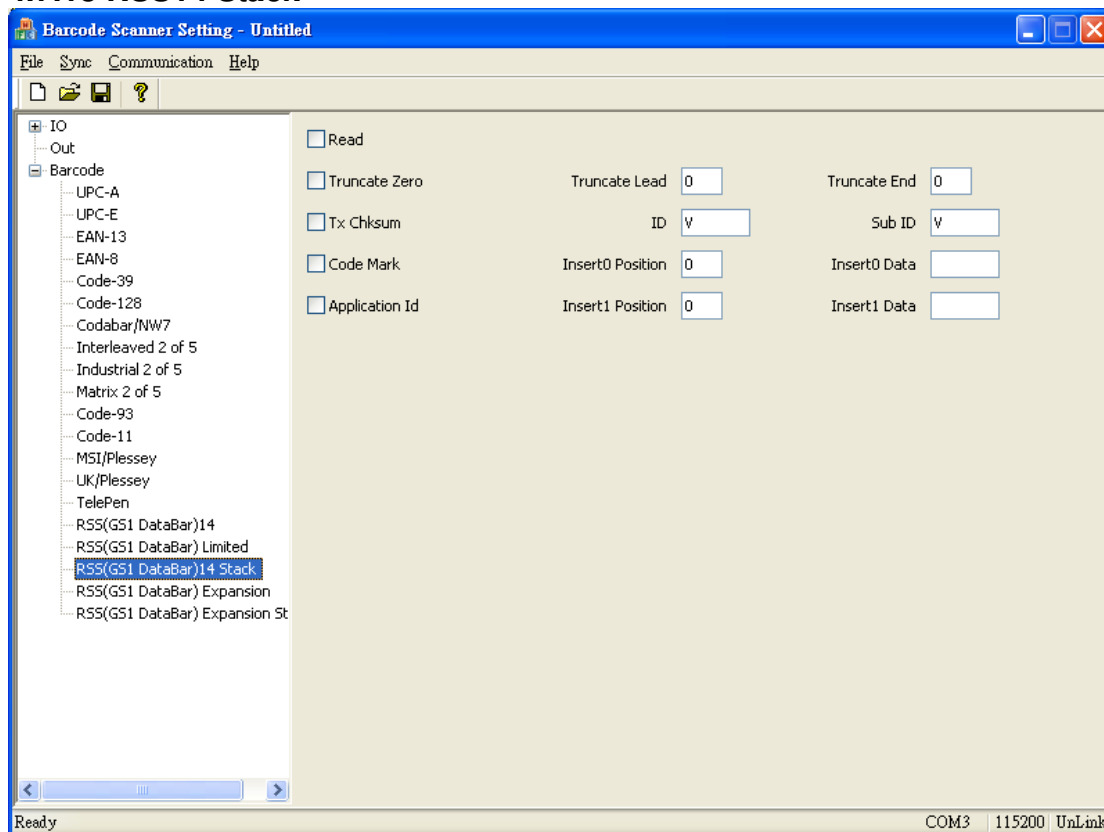 RSS14 Stack
Barcode Scanner Setting - Untitled
File Sync Communication Help
IO
Out
Barcode
UPC-A
UPC-E
EAN-13
EAN-8
Code-39
Code-128
Codabar/NW7
Interleaved 2 of 5
Industrial 2 of 5
Matrix 2 of 5
Code-93
Code-11
MSI/Plessey
UK/Plessey
TelePen
RSS(GS1 DataBar)14
RSS(GS1 DataBar) Limited
RSS(GS1 DataBar)14 Stack
RSS(GS1 DataBar) Expansion
RSS(GS1 DataBar) Expansion St
Read
Truncate Zero Truncate Lead 0 Truncate End 0
Tx Chksum ID V Sub ID V
Code Mark Insert0 Position 0 Insert0 Data
Application Id Insert1 Position 0 Insert1 Data
Ready COM3 115200 UnLink